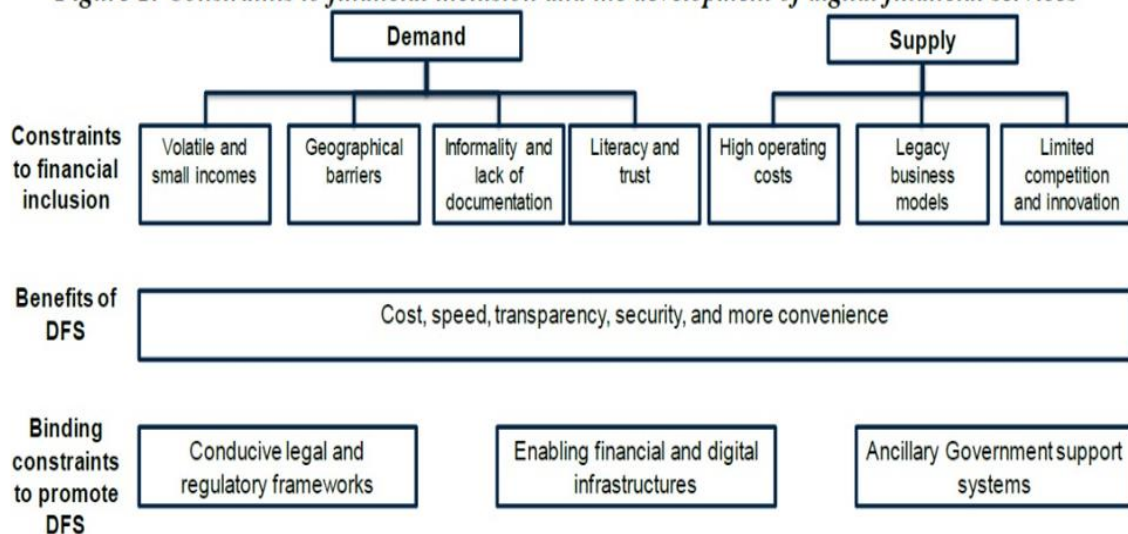 Demand
Supply
Constraints
to financial
inclusion
Volatile and
small incomes
Geographical
barriers
Informality and
lack of
documentation
Literacy and
trust
High operating
costs
Legacy
business
models
Limited
competition
and innovation
Benefits of
DFS
Cost, speed, transparency, security, and more convenience
Binding
constraints
to promote
DFS
Conducive legal and
regulatory frameworks
Enabling financial and digital
infrastructures
Ancillary Government support
systems